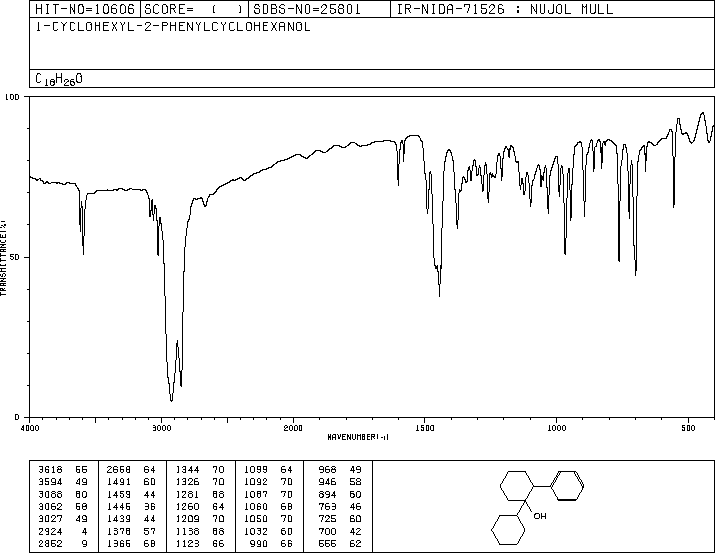 HIT-NO=10606 SCORE= ( ) SDBS-NO=25801 IR-NIDA-71526 : NUJOL MULL
1-CYCLOHEXYL-2-PHENYLCYCLOHEXANOL
C18H26O
100
50
0
TRANSMITTANCE(%)
4000 3000 2000 1500 1000 500
WAVENUMBER(-1)
3618 55 2668 64 1344 70 1099 64 968 49
3594 49 1491 60 1326 70 1092 70 946 58
3088 60 1459 44 1281 68 1087 70 894 60
3062 58 1446 36 1260 64 1060 68 763 46
3027 49 1439 44 1209 70 1050 70 725 60
2924 4 1378 57 1138 68 1032 60 700 42
2852 9 1366 68 1123 66 990 66 555 62
OH